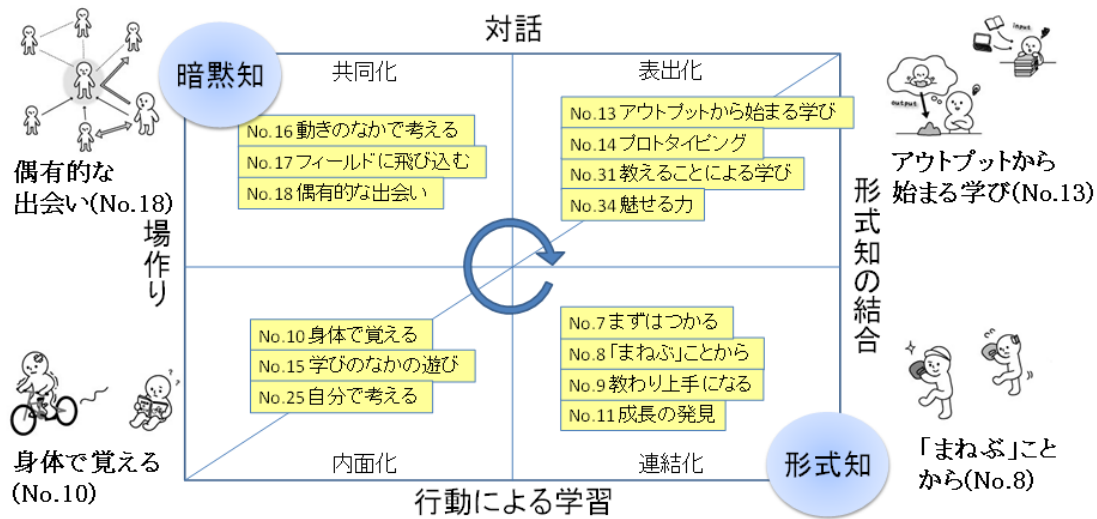 対話
暗黙知
共同化
表出化
No.16 動きのなかで考える
No.17 フィールドに飛び込む
No.18 偶有的な出会い
No.13 アウトプットから始まる学び
No.14 プロトタイピング
No.31 教えることによる学び
No.34 魅せる力
偶有的な
出会い(No.18)
input
output
アウトプットから
始まる学び(No.13)
場作り
形式知の結合
No.10 身体で覚える
No.15 学びのなかの遊び
No.25 自分で考える
No.7 まずはつかる
No.8 「まねぶ」ことから
No.9 教わり上手になる
No.11 成長の発見
身体で覚える
(No.10)
「まねぶ」こと
から(No.8)
内面化
連結化
形式知
行動による学習